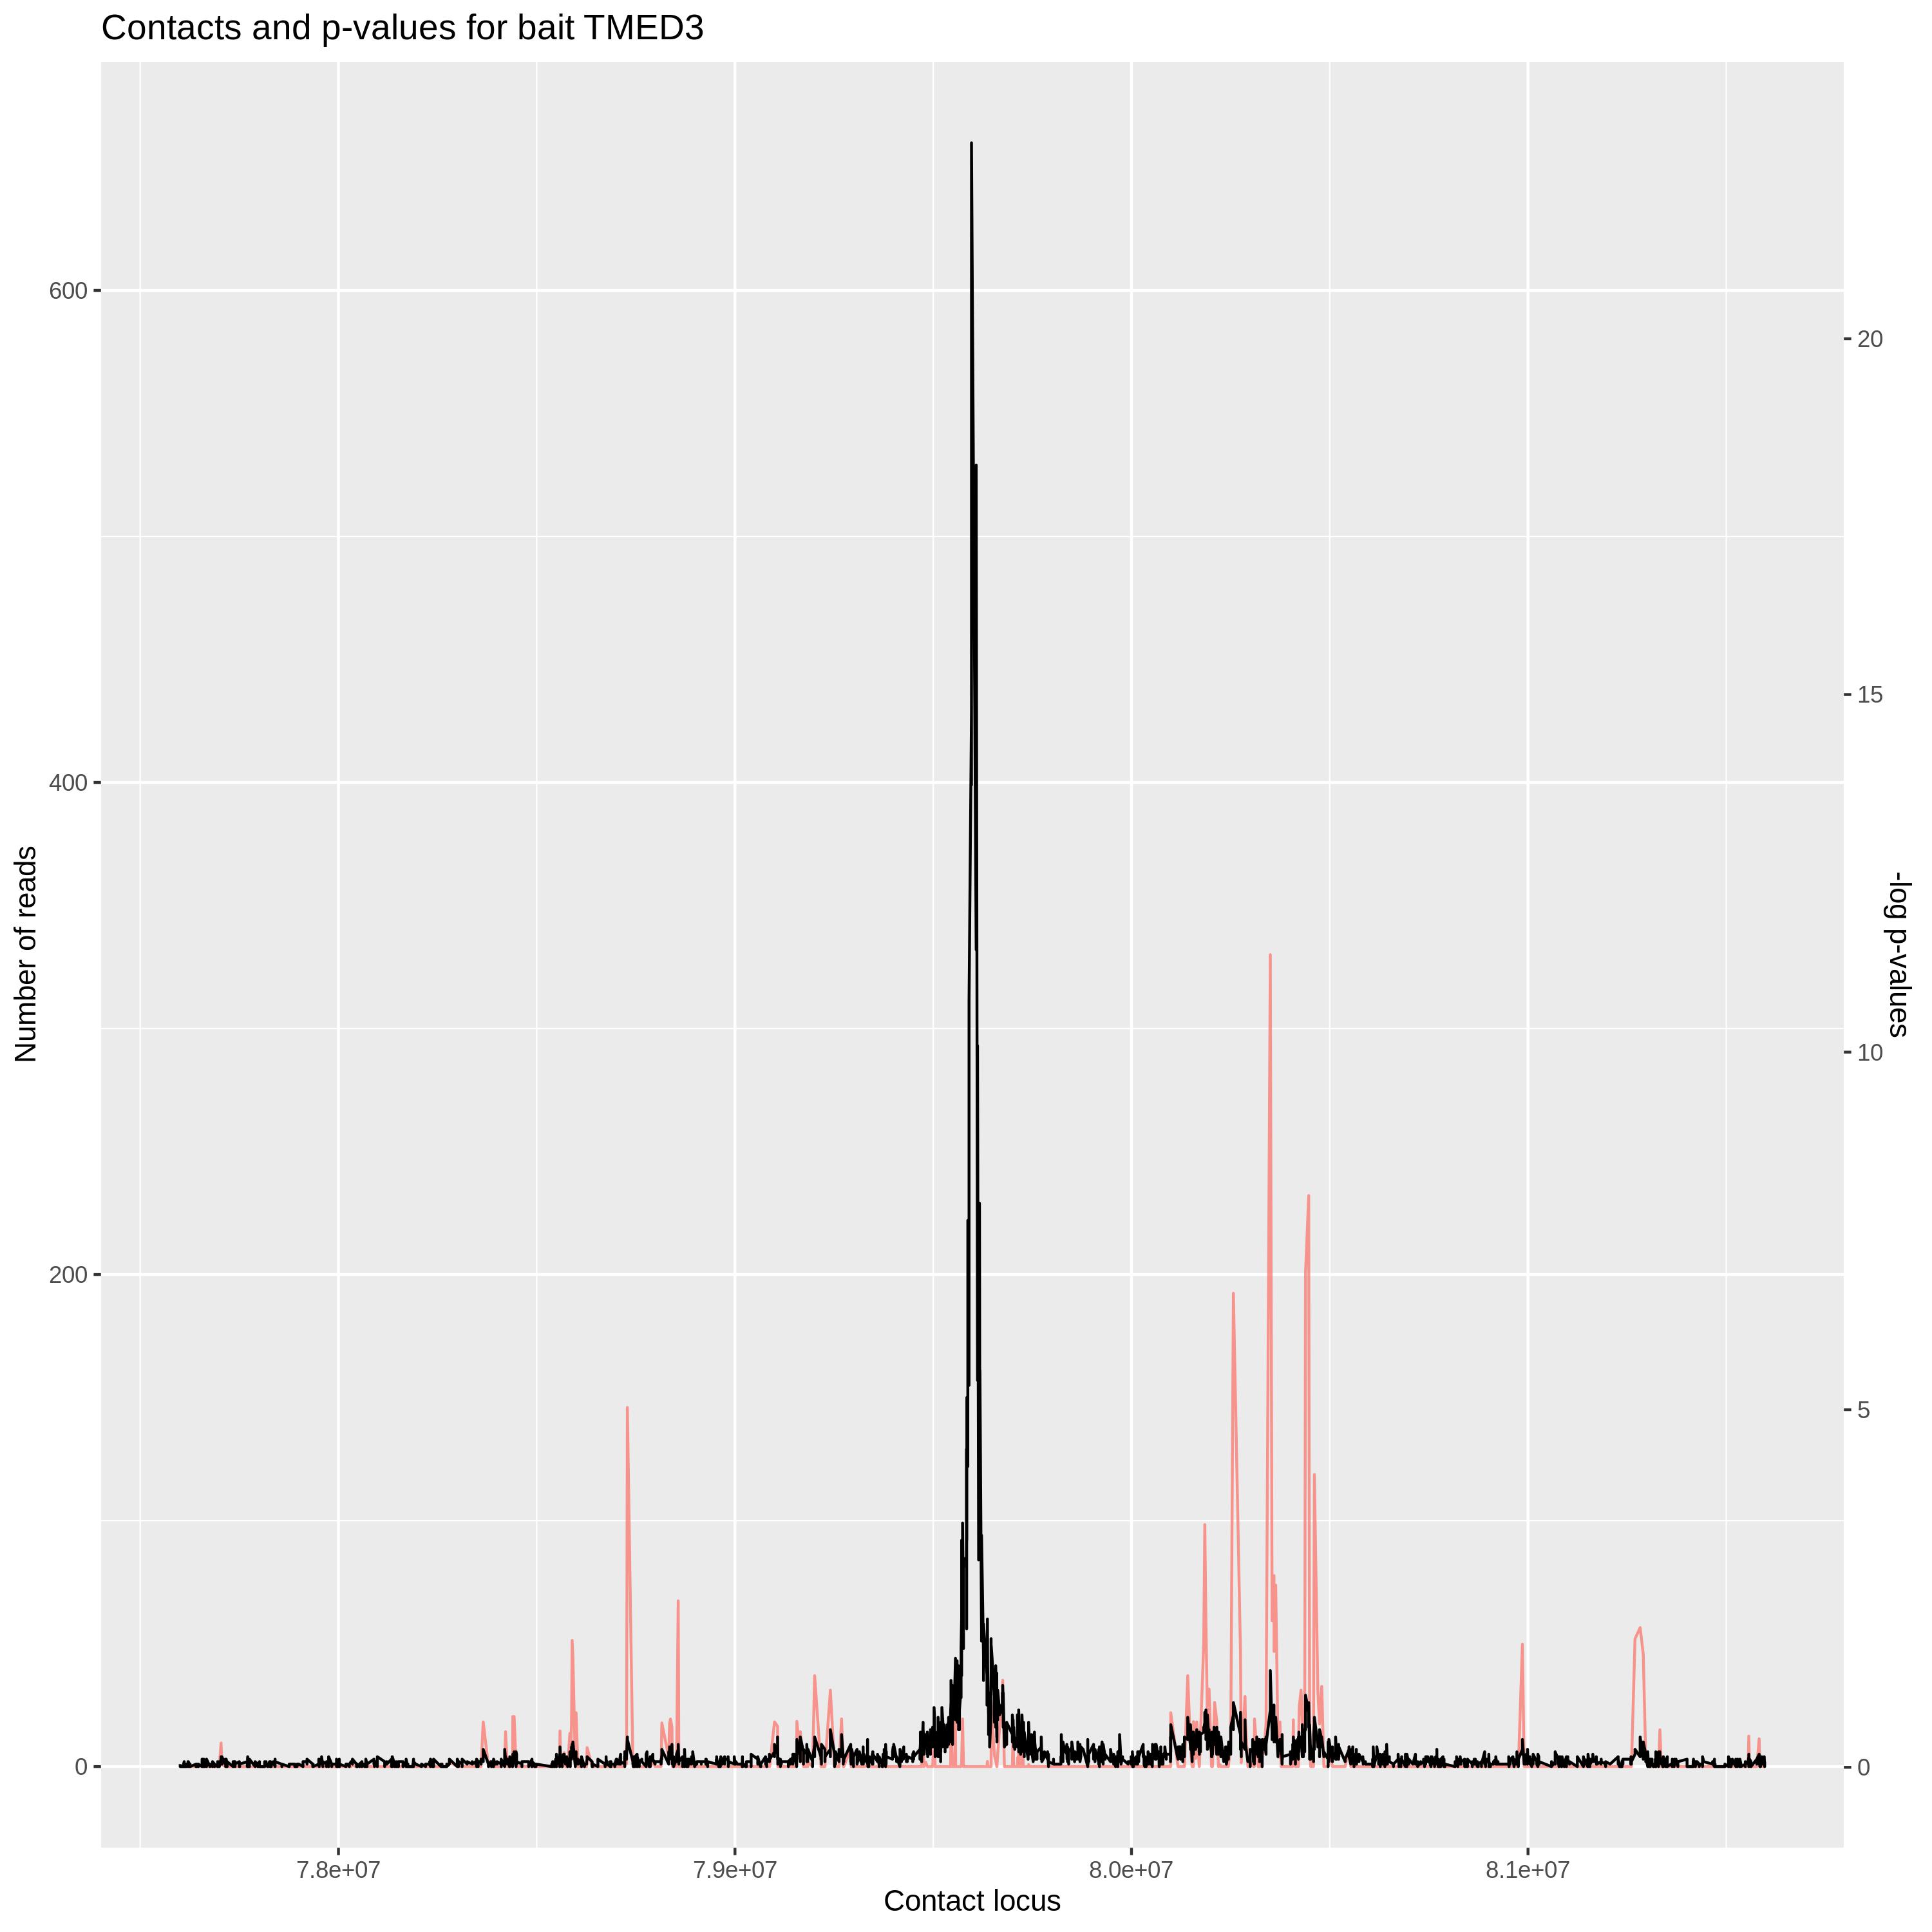 Contacts and p-values for bait TMED3
Number of reads
600
400
200
0
20
15
10
5
0
-log p-values
7.8e+07
7.9e+07
8.0e+07
8.1e+07
Contact locus